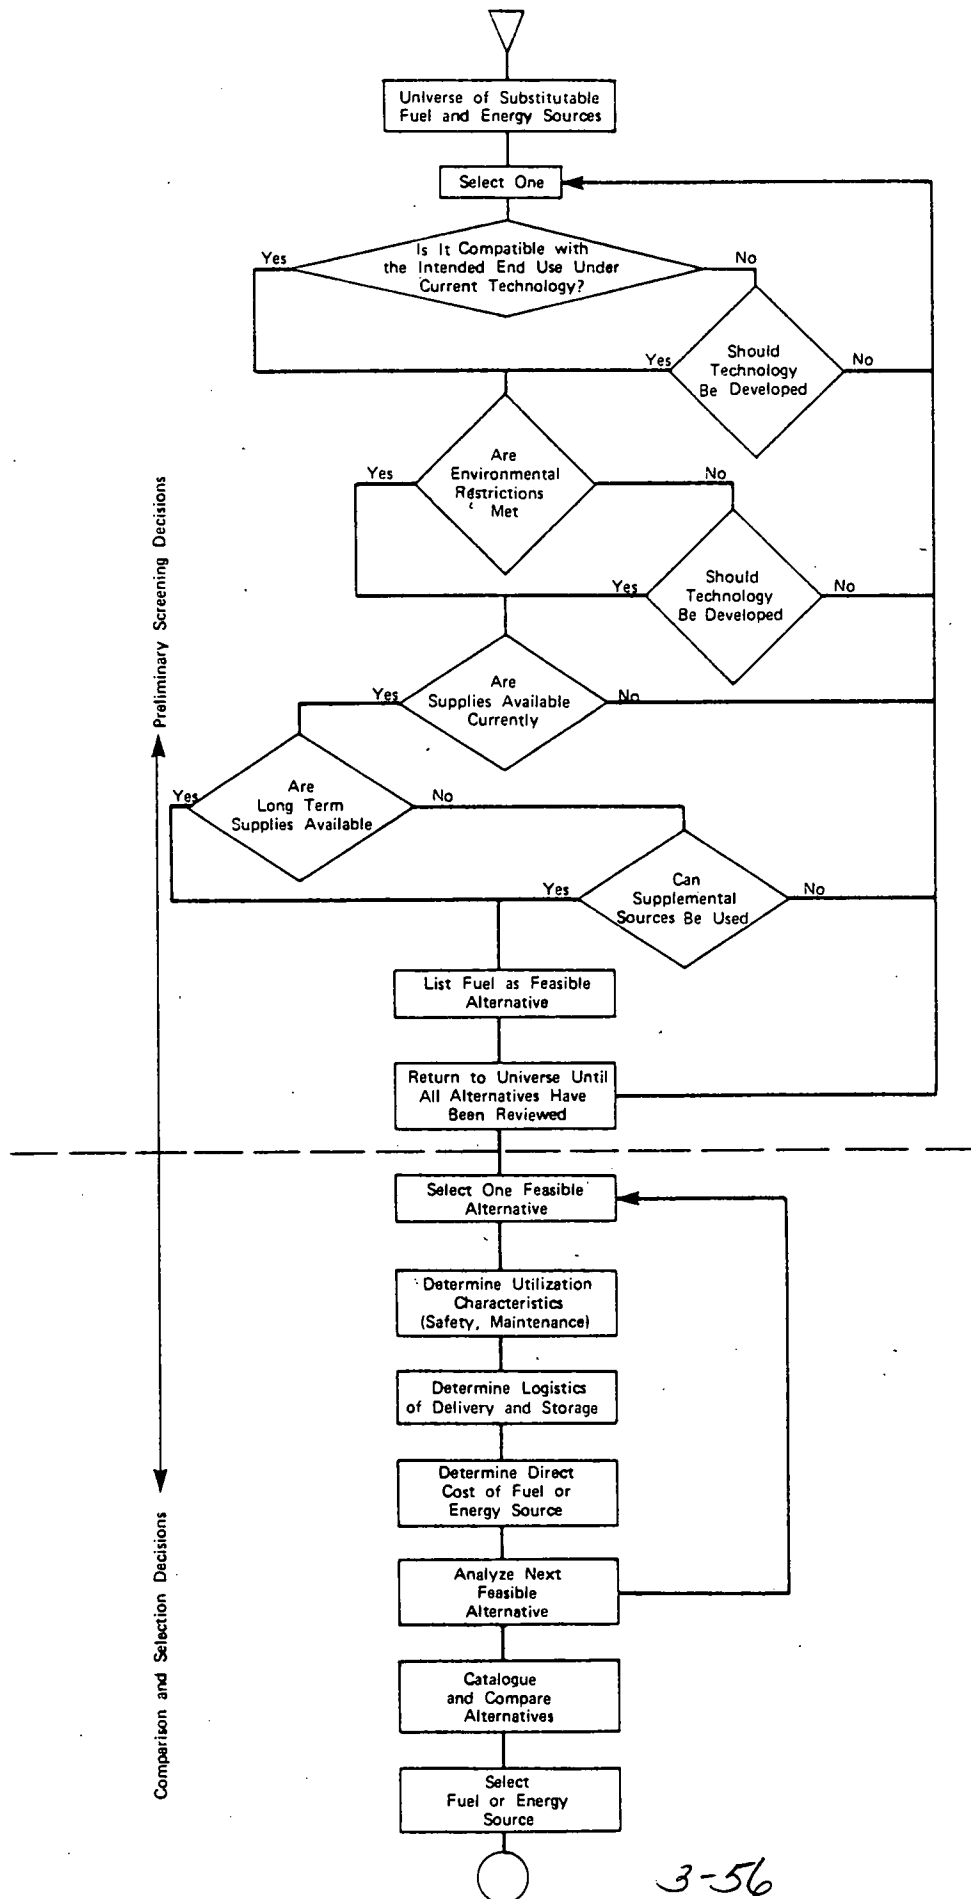 Universe of Substitutable
Fuel and Energy Sources
Select One
Is It Compatible with
the Intended End Use Under
Current Technology?
Yes
No
Should
Technology
Be Developed
Yes
No
Are
Environmental
Restrictions
Met
Yes
No
Should
Technology
Be Developed
Yes
No
Are
Supplies Available
Currently
Yes
No
Are
Long Term
Supplies Available
Yes
No
Can
Supplemental
Sources Be Used
Yes
No
List Fuel as Feasible
Alternative
Return to Universe Until
All Alternatives Have
Been Reviewed
Preliminary Screening Decisions
Select One Feasible
Alternative
Determine Utilization
Characteristics
(Safety, Maintenance)
Determine Logistics
of Delivery and Storage
Determine Direct
Cost of Fuel or
Energy Source
Analyze Next
Feasible
Alternative
Catalogue
and Compare
Alternatives
Select
Fuel or Energy
Source
Comparison and Selection Decisions
3-56